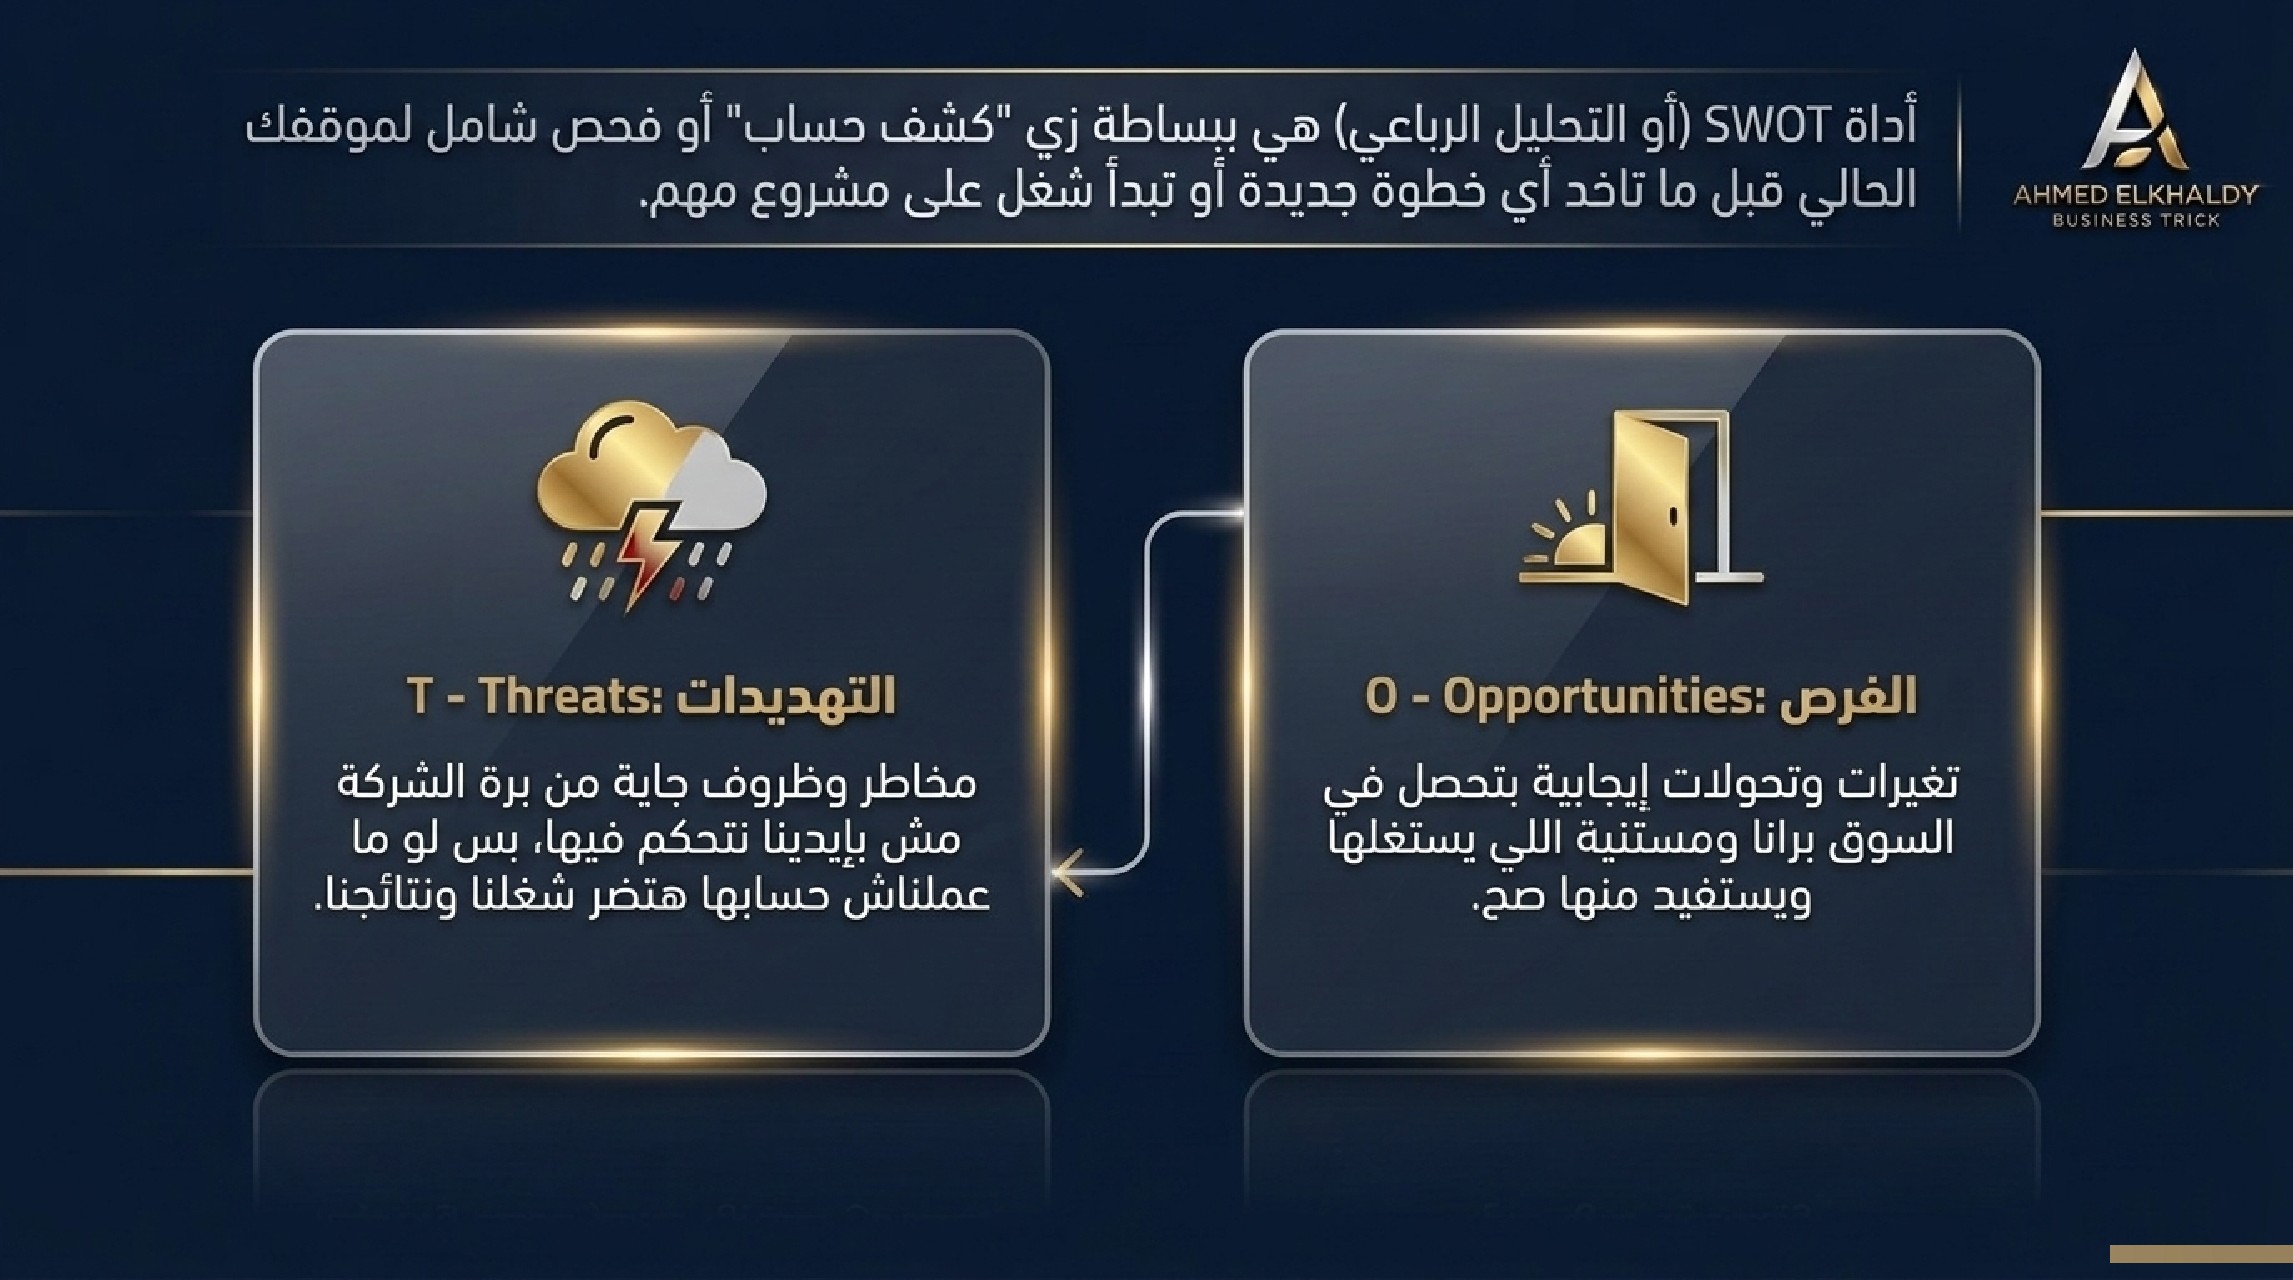 أداة SWOT (أو التحليل الرباعي) هي ببساطة زي "كشف حساب" أو فحص شامل لموقفك
الحالي قبل ما تاخد أي خطوة جديدة أو تبدأ شغل على مشروع مهم.
AHMED ELKHALDY
BUSINESS TRICK
O - Opportunities: الفرص
تغيرات وتحولات إيجابية بتحصل في
السوق برانا ومستنية اللي يستغلها
ويستفيد منها صح.
T - Threats: التهديدات
مخاطر وظروف جاية من برة الشركة
مش بإيدينا نتحكم فيها، بس لو ما
عملناش حسابها هتضر شغلنا ونتائجنا.